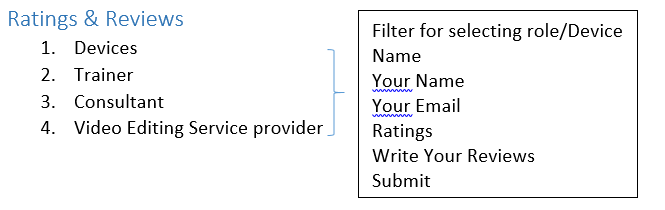 Ratings & Reviews
1. Devices
2. Trainer
3. Consultant
4. Video Editing Service provider
Filter for selecting role/Device
Name
Your Name
Your Email
Ratings
Write Your Reviews
Submit